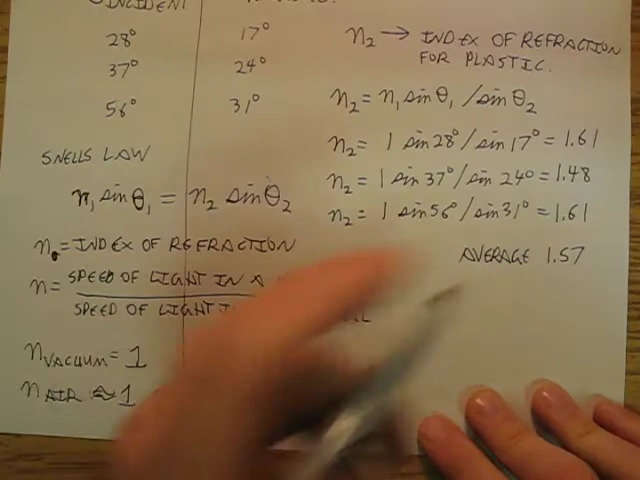 INCIDENT
28° 17°
37° 24°
56° 31°
SNELLS LAW
n₁ sin θ₁ = n₂ sin θ₂
n = INDEX OF REFRACTION
n = SPEED OF LIGHT IN A
SPEED OF LIGHT
n VACUUM = 1
n AIR ≈ 1
n₂ → INDEX OF REFRACTION
FOR PLASTIC.
n₂ = n₁ sin θ₁ / sin θ₂
n₂ = 1 sin 28° / sin 17° = 1.61
n₂ = 1 sin 37° / sin 24° = 1.48
n₂ = 1 sin 56° / sin 31° = 1.61
AVERAGE 1.57